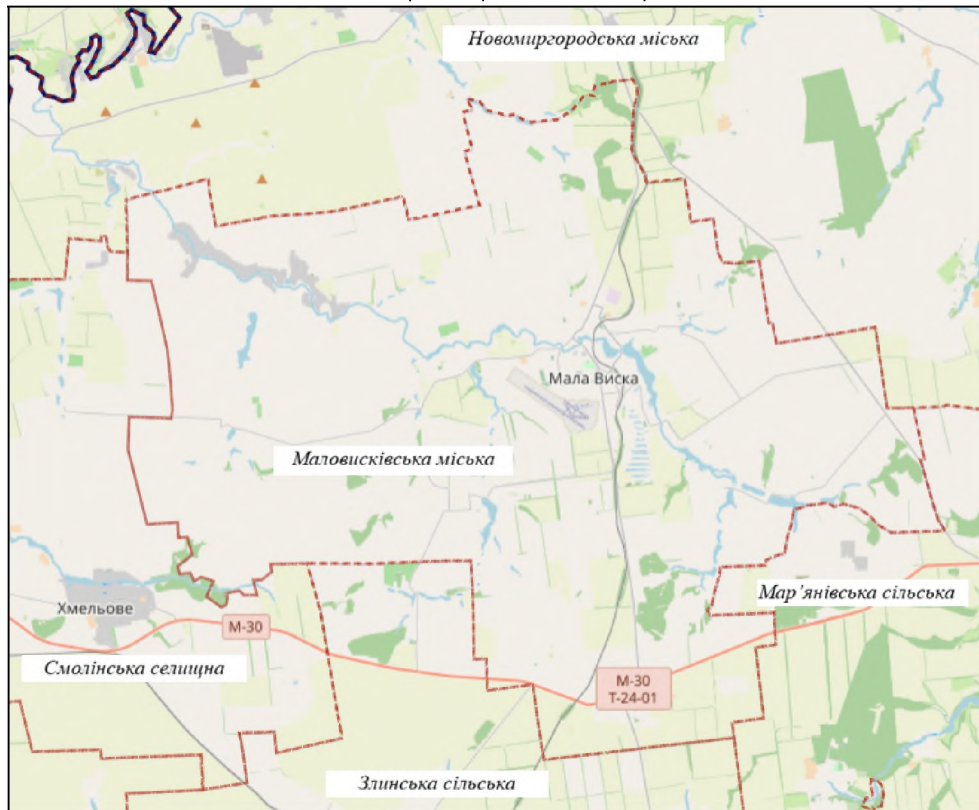 Новомиргородська міська
Мала Виска
Маловисківська міська
Мар’янівська сільська
Хмельове
М-30
Смолінська селищна
М-30
Т-24-01
Злинська сільська